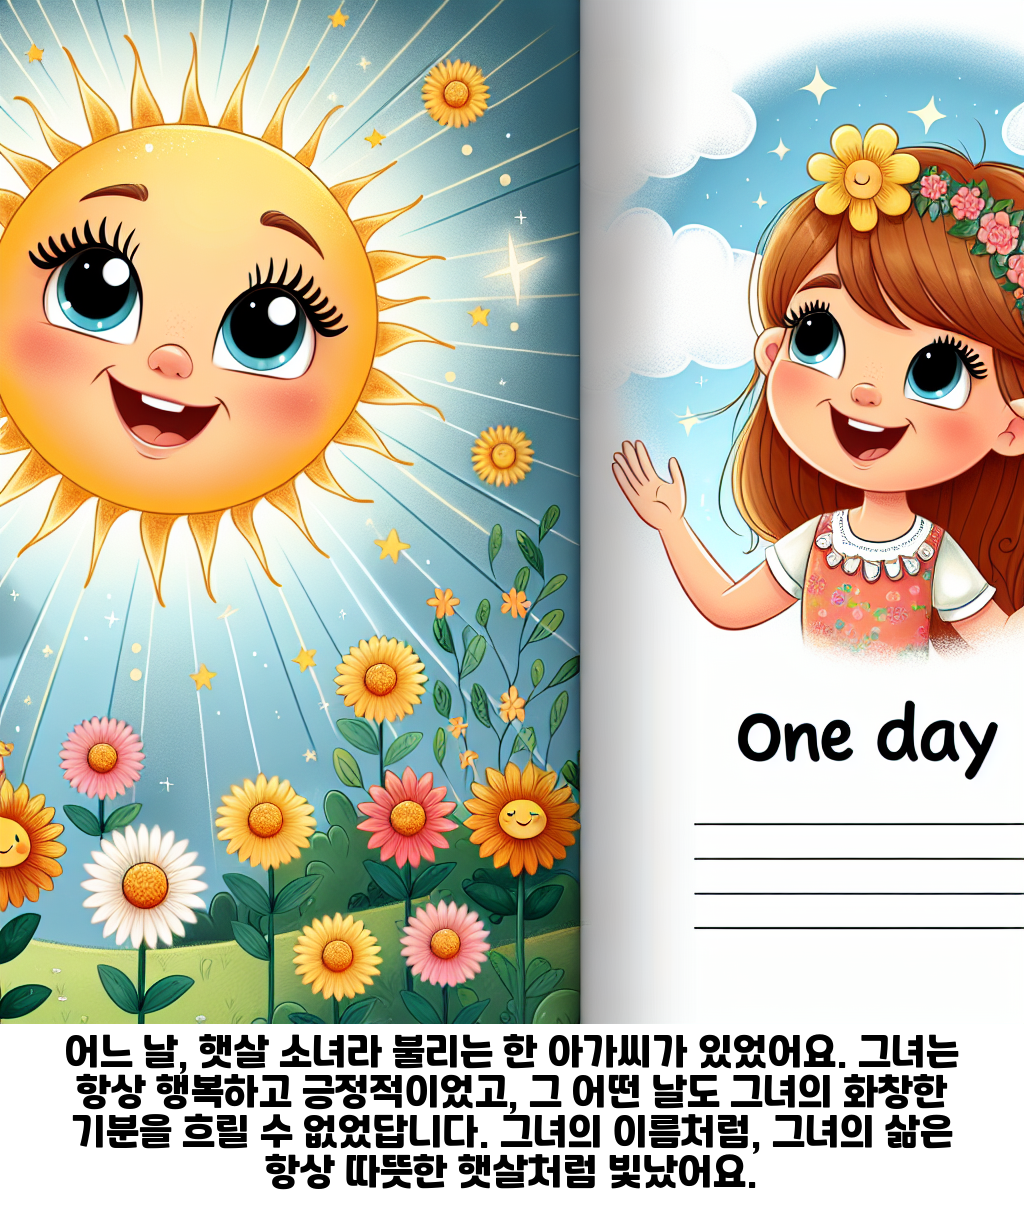 One day
어느 날, 햇살 소녀라 불리는 한 아가씨가 있었어요. 그녀는
항상 행복하고 긍정적이었고, 그 어떤 날도 그녀의 화창한
기분을 흐릴 수 없었답니다. 그녀의 이름처럼, 그녀의 삶은
항상 따뜻한 햇살처럼 빛났어요.